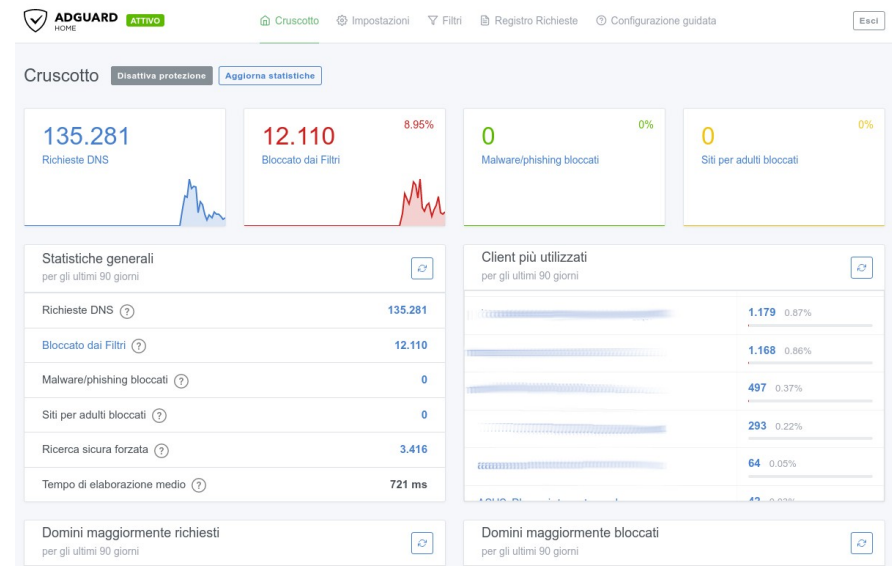 ADGUARD ATTIVO
HOME
Cruscotto Impostazioni Filtri Registro Richieste Configurazione guidata Esci
Cruscotto Disattiva protezione Aggiorna statistiche
135.281
Richieste DNS
12.110 8.95%
Bloccato dai Filtri
0 0%
Malware/phishing bloccati
0 0%
Siti per adulti bloccati
Statistiche generali
per gli ultimi 90 giorni
Richieste DNS ? 135.281
Bloccato dai Filtri ? 12.110
Malware/phishing bloccati ? 0
Siti per adulti bloccati ? 0
Ricerca sicura forzata ? 3.416
Tempo di elaborazione medio ? 721 ms
Client più utilizzati
per gli ultimi 90 giorni
1.179 0.87%
1.168 0.86%
497 0.37%
293 0.22%
64 0.05%
Domini maggiormente richiesti
per gli ultimi 90 giorni
Domini maggiormente bloccati
per gli ultimi 90 giorni